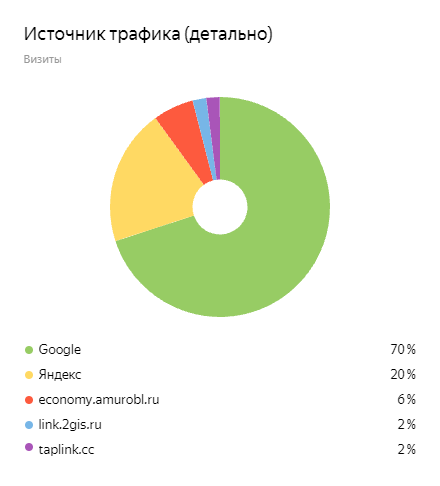 Источник трафика (детально)
Визиты
Google 70 %
Яндекс 20 %
economy.amurobl.ru 6 %
link.2gis.ru 2 %
taplink.cc 2 %